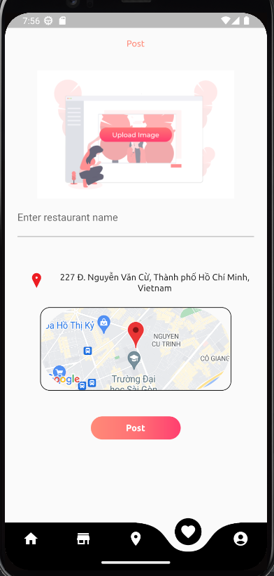 7:56
Post
Upload Image
Enter restaurant name
227 Đ. Nguyễn Văn Cừ, Thành phố Hồ Chí Minh,
Vietnam
Hồ Thị Kỷ
NGUYEN
CU TRINH
CÔ GIANG
Trường Đại
học Sài Gòn
Google
Post